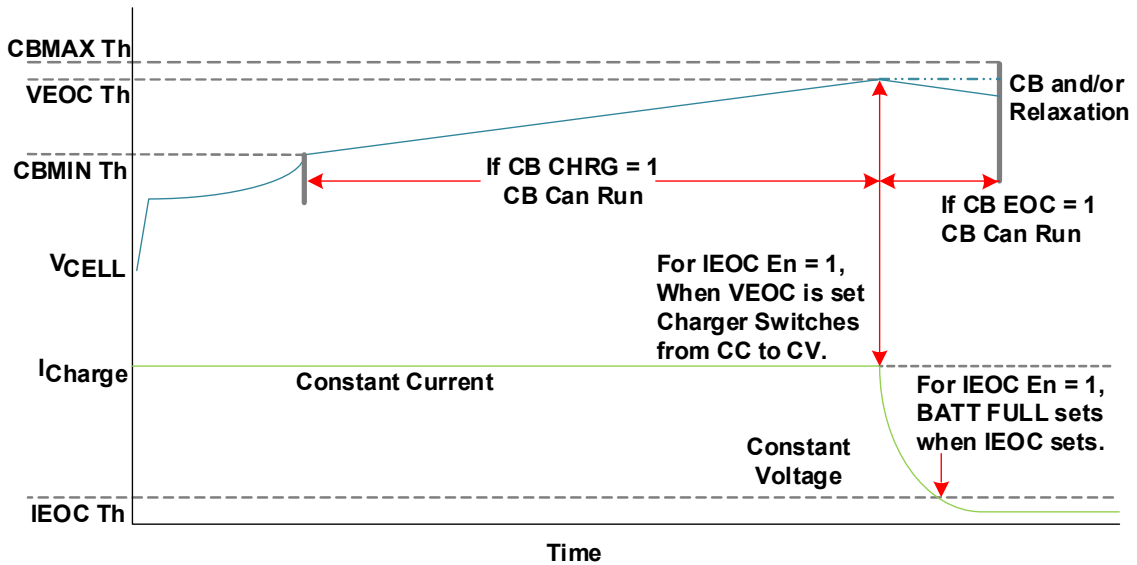 CBMAX Th
VEOC Th
CB and/or
Relaxation
CBMIN Th
If CB CHRG = 1
CB Can Run
If CB EOC = 1
CB Can Run
VCELL
For IEOC En = 1,
When VEOC is set
Charger Switches
from CC to CV.
ICharge
Constant Current
For IEOC En = 1,
BATT FULL sets
when IEOC sets.
Constant
Voltage
IEOC Th
Time